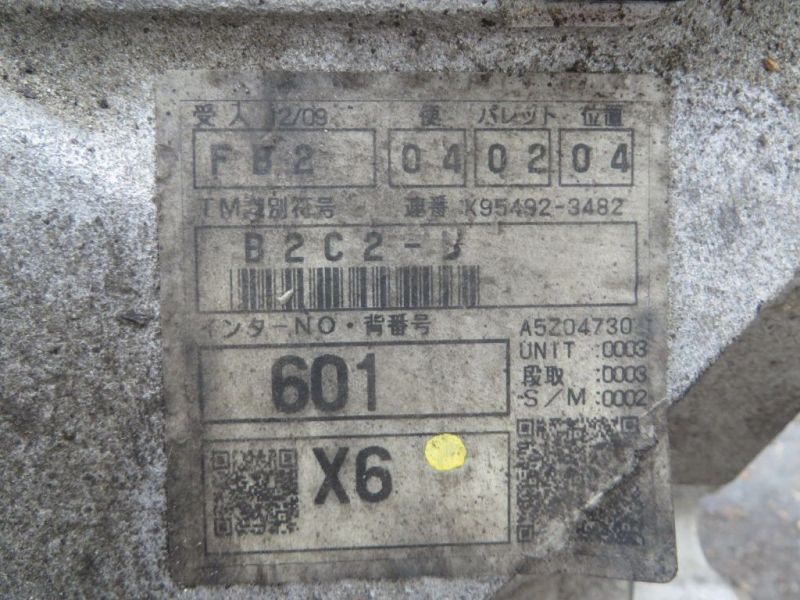 受入 12/09 便 パレット 位置
FB2 04 02 04
TM識別符号 連番 X95492-3482
B2C2-
インターNO・背番号 A5Z04730
601 UNIT :0003
段取 :0003
S/M :0002
X6